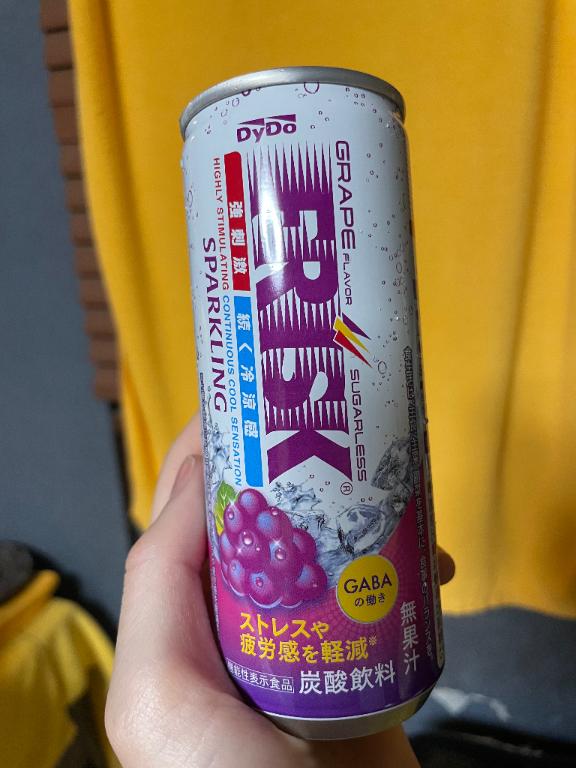 DyDo
GRAPE FLAVOR
SUGARLESS
FRISK®
強刺激
続く冷涼感
HIGHLY STIMULATING CONTINUOUS COOL SENSATION
SPARKLING
GABA
の働き
ストレスや
疲労感を軽減※
機能性表示食品
炭酸飲料
無果汁